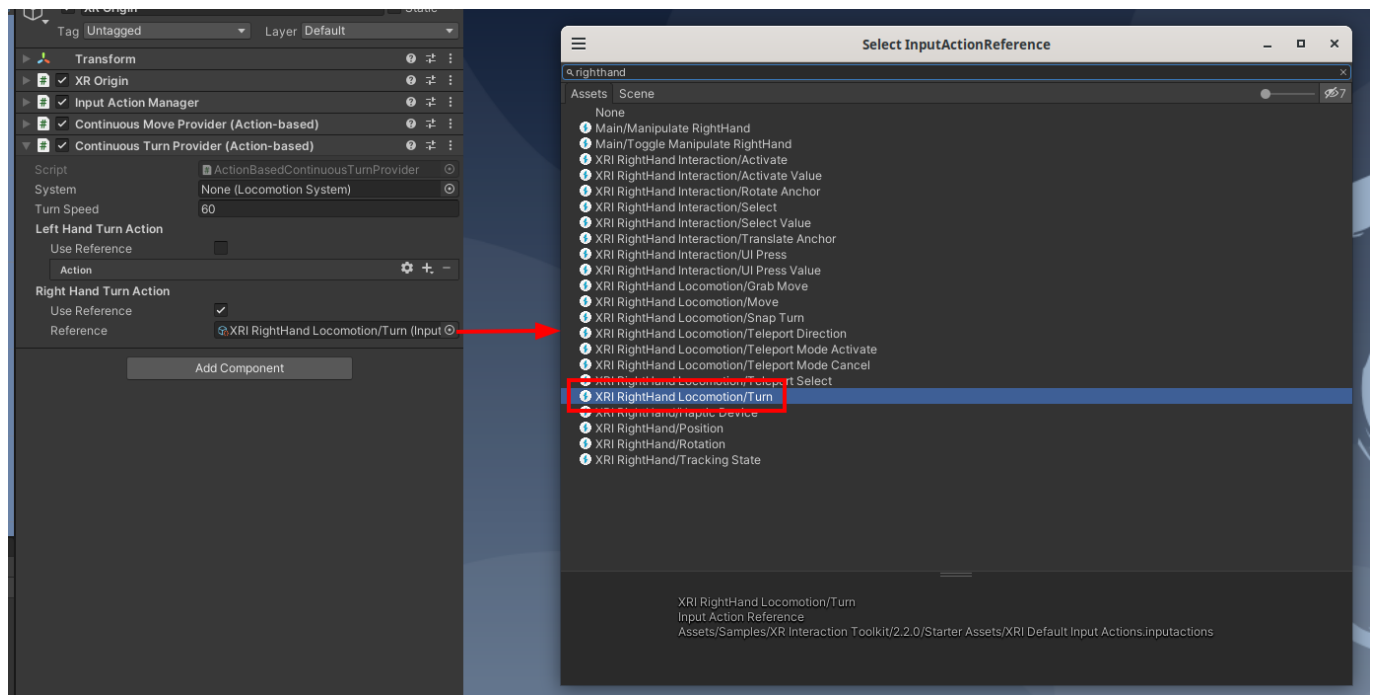 XR Origin
Static
Tag Untagged Layer Default
Transform
XR Origin
Input Action Manager
Continuous Move Provider (Action-based)
Continuous Turn Provider (Action-based)
Script ActionBasedContinuousTurnProvider
System None (Locomotion System)
Turn Speed 60
Left Hand Turn Action
Use Reference
Action
Right Hand Turn Action
Use Reference
Reference XRI RightHand Locomotion/Turn (Input
Add Component
Select InputActionReference
righthand
Assets Scene 7
None
Main/Manipulate RightHand
Main/Toggle Manipulate RightHand
XRI RightHand Interaction/Activate
XRI RightHand Interaction/Activate Value
XRI RightHand Interaction/Rotate Anchor
XRI RightHand Interaction/Select
XRI RightHand Interaction/Select Value
XRI RightHand Interaction/Translate Anchor
XRI RightHand Interaction/UI Press
XRI RightHand Interaction/UI Press Value
XRI RightHand Locomotion/Grab Move
XRI RightHand Locomotion/Move
XRI RightHand Locomotion/Snap Turn
XRI RightHand Locomotion/Teleport Direction
XRI RightHand Locomotion/Teleport Mode Activate
XRI RightHand Locomotion/Teleport Mode Cancel
XRI RightHand Locomotion/Teleport Select
XRI RightHand Locomotion/Turn
XRI RightHand/Haptic Device
XRI RightHand/Position
XRI RightHand/Rotation
XRI RightHand/Tracking State
XRI RightHand Locomotion/Turn
Input Action Reference
Assets/Samples/XR Interaction Toolkit/2.2.0/Starter Assets/XRI Default Input Actions.inputactions